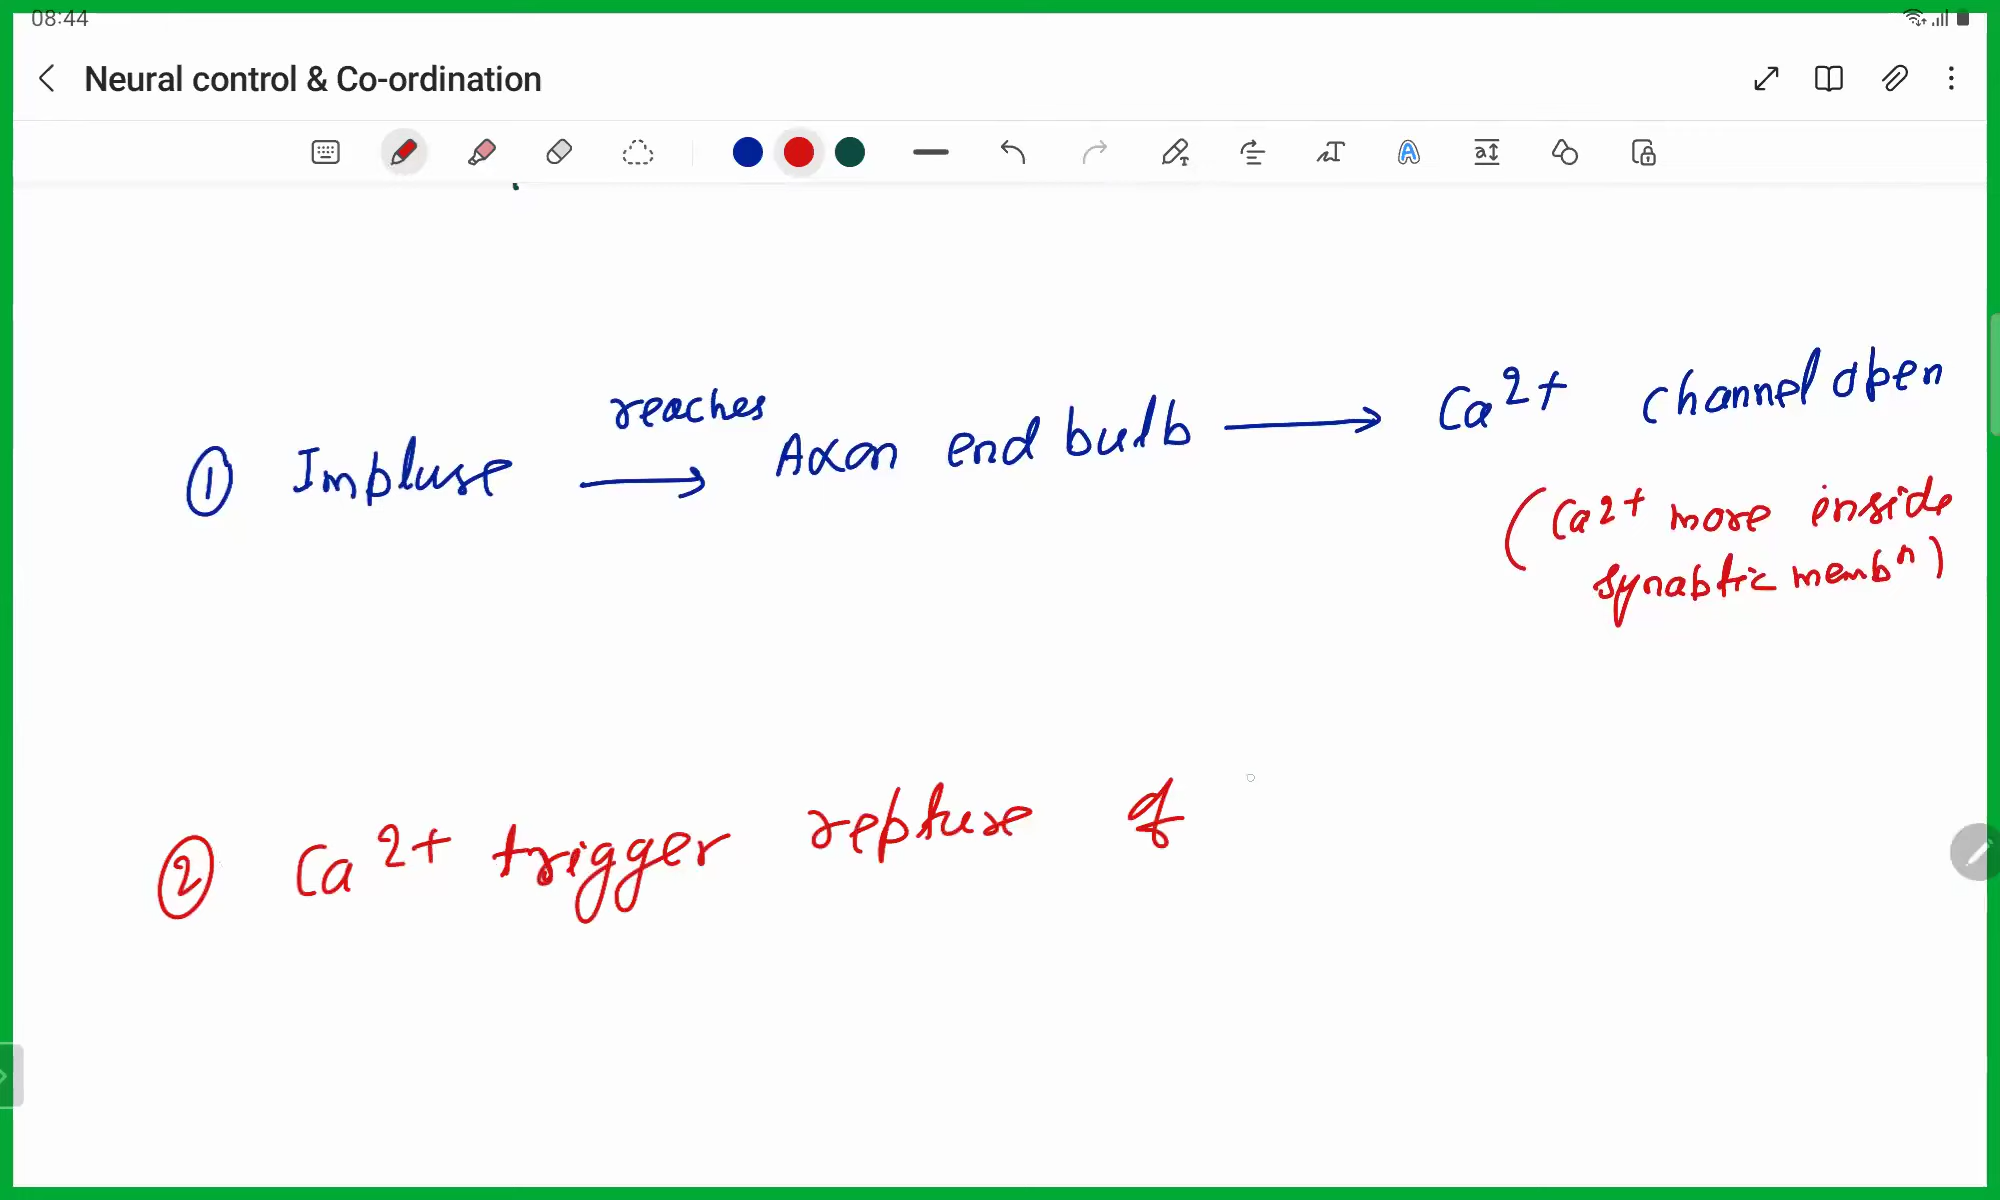 08:44
Neural control & Co-ordination
① Impluse reaches → Axon end bulb → Ca2+ channel open
(Ca2+ more inside
synaptic membn)
② Ca2+ trigger repture of